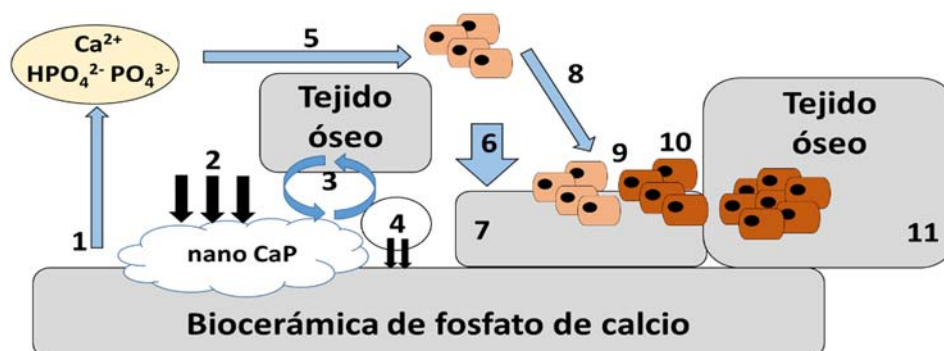 Ca²⁺
HPO₄²⁻ PO₄³⁻
5
8
Tejido
óseo
Tejido
óseo
2
3
6
9
10
1
nano CaP
4
7
11
Biocerámica de fosfato de calcio